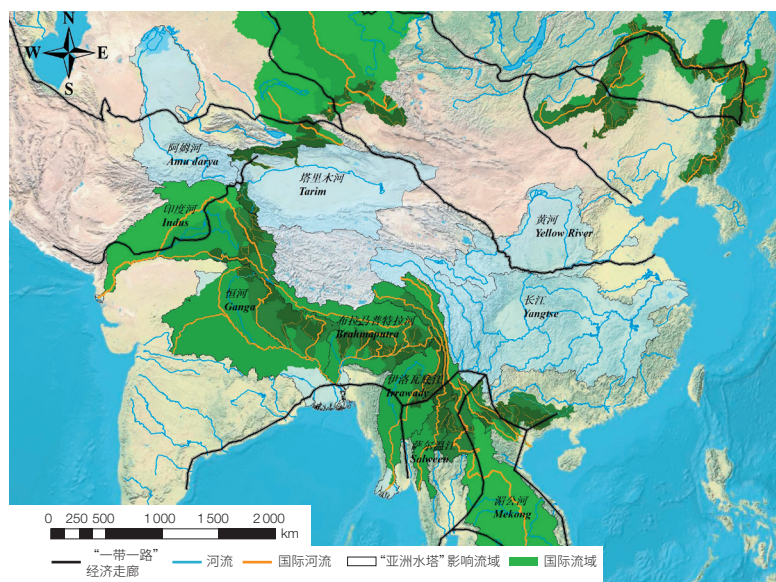 N
W E
S
阿姆河
Amu darya
塔里木河
Tarim
印度河
Indus
黄河
Yellow River
恒河
Ganga
长江
Yangtse
布拉马普特拉河
Brahmaputra
伊洛瓦底江
Irrawady
萨尔温江
Salween
湄公河
Mekong
0 250 500 1 000 1 500 2 000
km
“一带一路”
经济走廊
河流
国际河流
“亚洲水塔”影响流域
国际流域